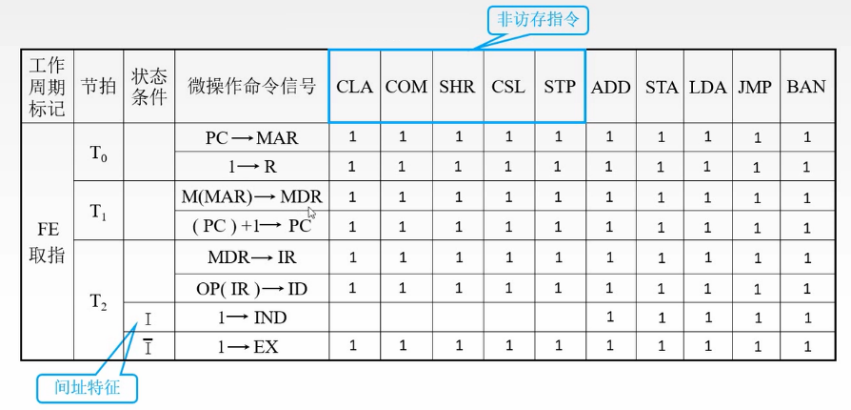 非访存指令
工作周期标记 节拍 状态条件 微操作命令信号 CLA COM SHR CSL STP ADD STA LDA JMP BAN
FE 取指 T₀ PC→MAR 1 1 1 1 1 1 1 1 1 1
1→R 1 1 1 1 1 1 1 1 1 1
T₁ M(MAR)→MDR 1 1 1 1 1 1 1 1 1 1
( PC ) +1→ PC 1 1 1 1 1 1 1 1 1 1
T₂ MDR→IR 1 1 1 1 1 1 1 1 1 1
OP( IR )→ID 1 1 1 1 1 1 1 1 1 1
I 1→IND 1 1 1 1 1
I̅ 1→EX 1 1 1 1 1 1 1 1 1 1
间址特征